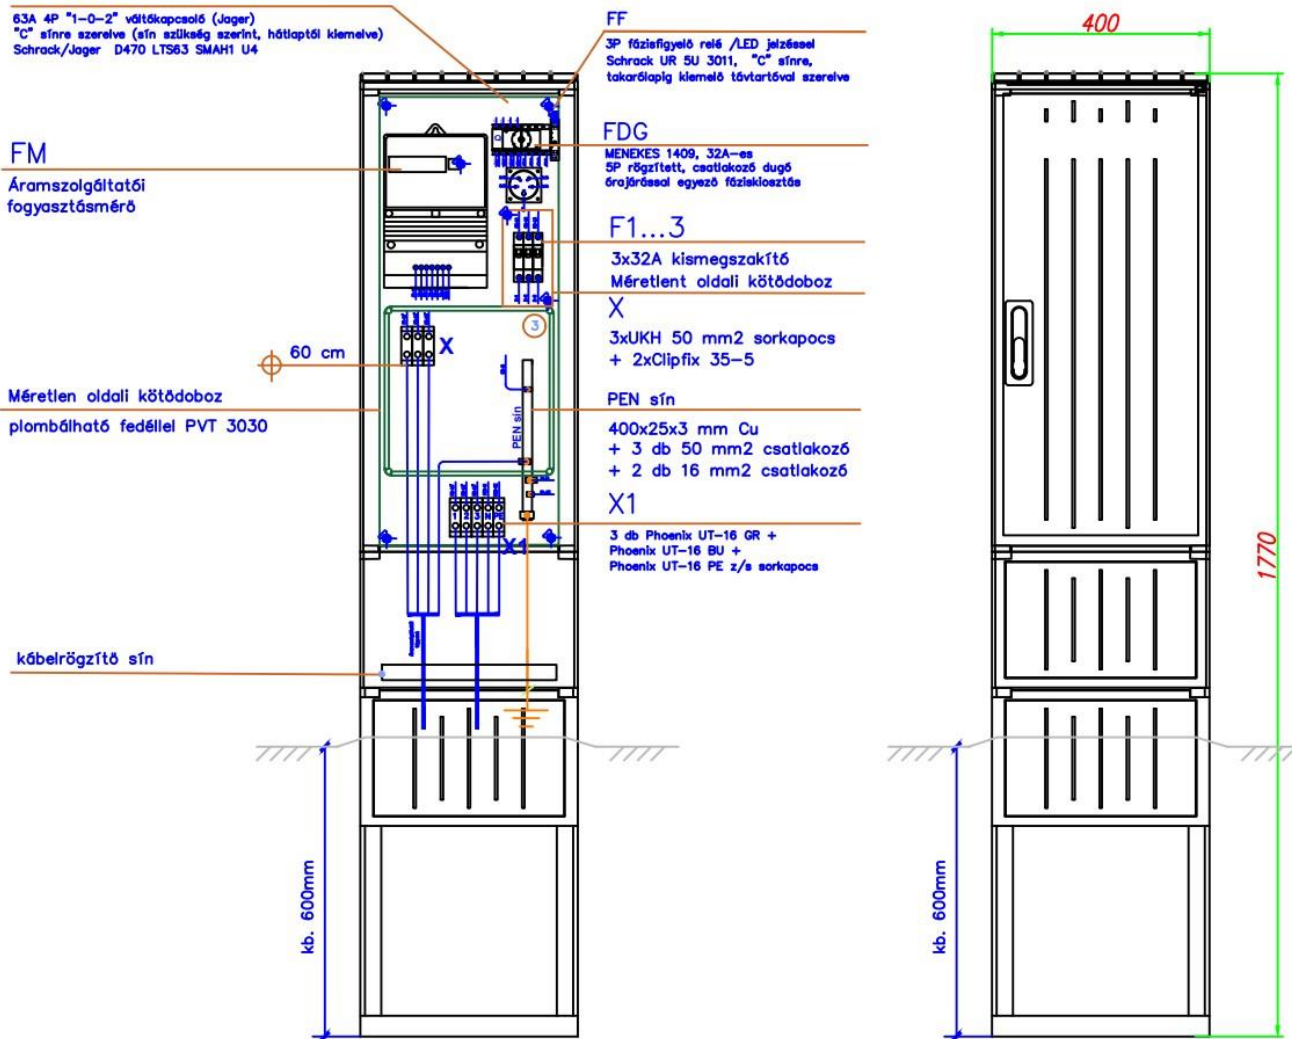 63A 4P "1-0-2" váltókapcsoló (Jager)
"C" sínre szerelve (sín szükség szerint, hátlaptól kiemelve)
Schrack/Jager D470 LTS63 SMAH1 U4
FF
3P fázisfigyelő relé /LED jelzéssel
Schrack UR 5U 3011, "C" sínre,
takarólapig kiemelő távtartóval szerelve
400
FM
Áramszolgáltatói
fogyasztásmérő
FDG
MENEKES 1409, 32A-es
5P rögzített, csatlakozó dugó
órajárással egyező fáziskiosztás
F1...3
3x32A kismegszakító
Méretlent oldali kötődoboz
X
3xUKH 50 mm2 sorkapocs
+ 2xClipfix 35-5
3
X
60 cm
Méretlen oldali kötődoboz
plombálható fedéllel PVT 3030
PEN sín
PEN sín
400x25x3 mm Cu
+ 3 db 50 mm2 csatlakozó
+ 2 db 16 mm2 csatlakozó
X1
X1
3 db Phoenix UT-16 GR +
Phoenix UT-16 BU +
Phoenix UT-16 PE z/s sorkapocs
1770
kábelrögzítő sín
kb. 600mm
kb. 600mm